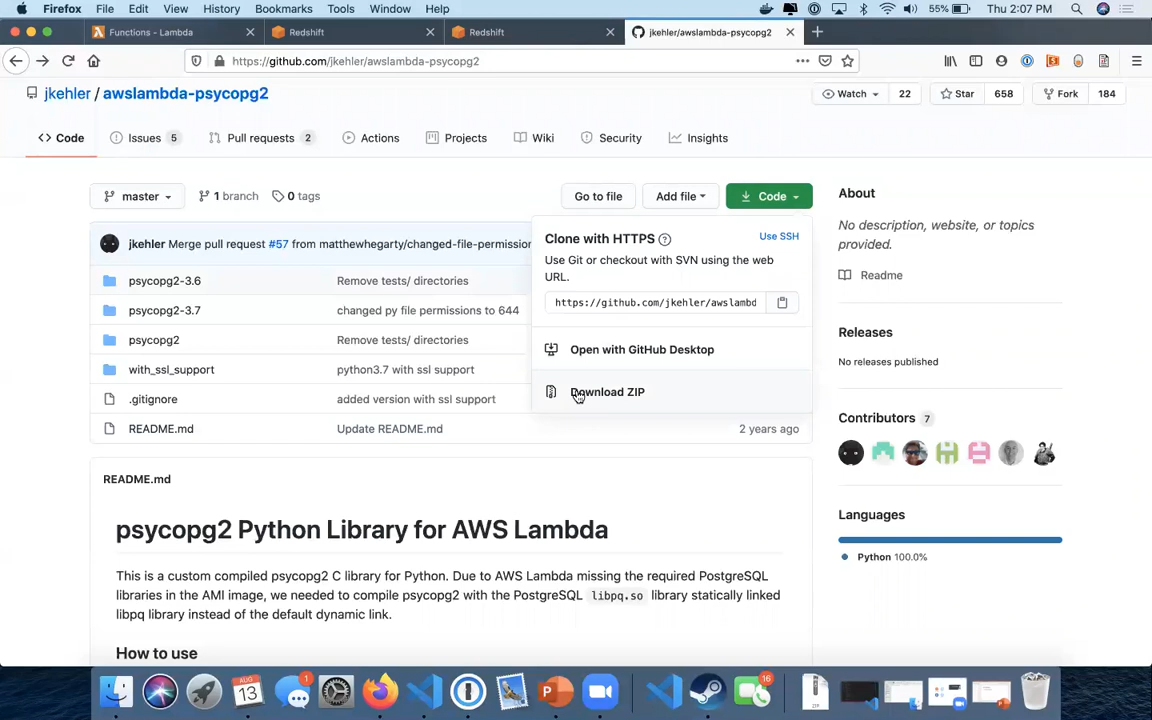 Firefox File Edit View History Bookmarks Tools Window Help 55% Thu 2:07 PM
Functions - Lambda Redshift Redshift jkehler/awslambda-psycopg2
https://github.com/jkehler/awslambda-psycopg2
jkehler / awslambda-psycopg2 Watch 22 Star 658 Fork 184
Code Issues 5 Pull requests 2 Actions Projects Wiki Security Insights
master 1 branch 0 tags Go to file Add file Code
jkehler Merge pull request #57 from matthewhegarty/changed-file-permission
psycopg2-3.6 Remove tests/ directories
psycopg2-3.7 changed py file permissions to 644
psycopg2 Remove tests/ directories
with_ssl_support python3.7 with ssl support
.gitignore added version with ssl support
README.md Update README.md 2 years ago
Clone with HTTPS Use SSH
Use Git or checkout with SVN using the web
URL.
https://github.com/jkehler/awslambd
Open with GitHub Desktop
Download ZIP
README.md
psycopg2 Python Library for AWS Lambda
This is a custom compiled psycopg2 C library for Python. Due to AWS Lambda missing the required PostgreSQL
libraries in the AMI image, we needed to compile psycopg2 with the PostgreSQL libpq.so library statically linked
libpq library instead of the default dynamic link.
How to use
About
No description, website, or topics
provided.
Readme
Releases
No releases published
Contributors 7
Languages
Python 100.0%
AUG
13
1
16
ZIP